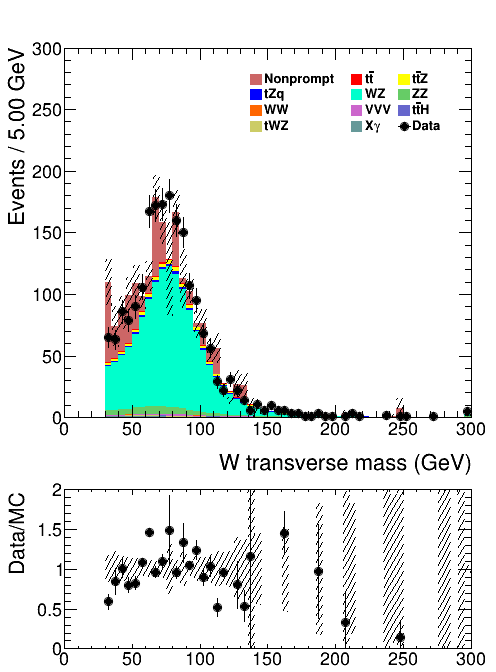 Events / 5.00 GeV
300
250
200
150
100
50
0
Nonprompt tt̄ tt̄Z
tZq WZ ZZ
WW VVV tt̄H
tWZ Xγ Data
0 50 100 150 200 250 300
W transverse mass (GeV)
Data/MC
2
1.5
1
0.5
0
0 50 100 150 200 250 300